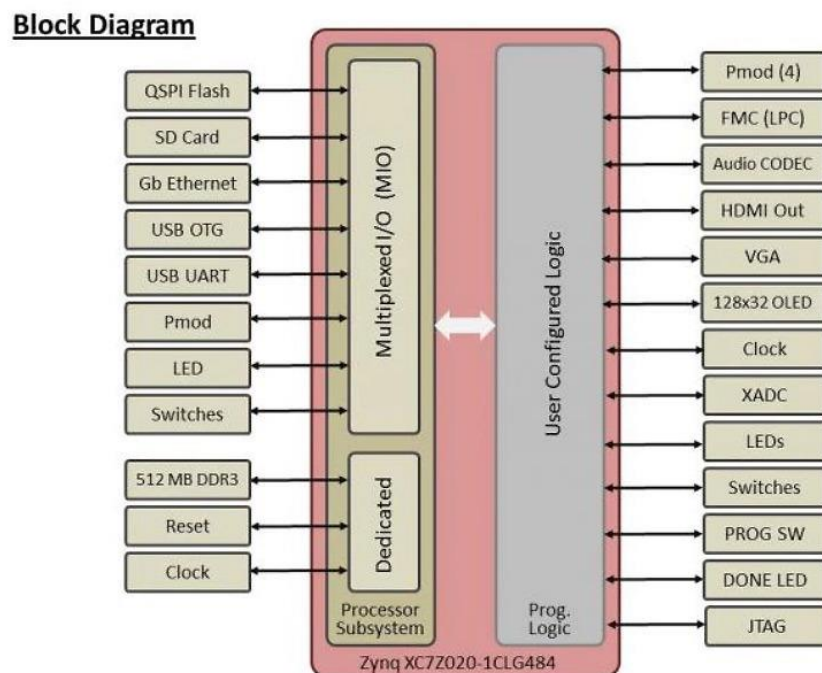 Block Diagram
QSPI Flash
SD Card
Gb Ethernet
USB OTG
USB UART
Pmod
LED
Switches
512 MB DDR3
Reset
Clock
Multiplexed I/O (MIO)
Dedicated
Processor
Subsystem
User Configured Logic
Prog.
Logic
Zynq XC7Z020-1CLG484
Pmod (4)
FMC (LPC)
Audio CODEC
HDMI Out
VGA
128x32 OLED
Clock
XADC
LEDs
Switches
PROG SW
DONE LED
JTAG